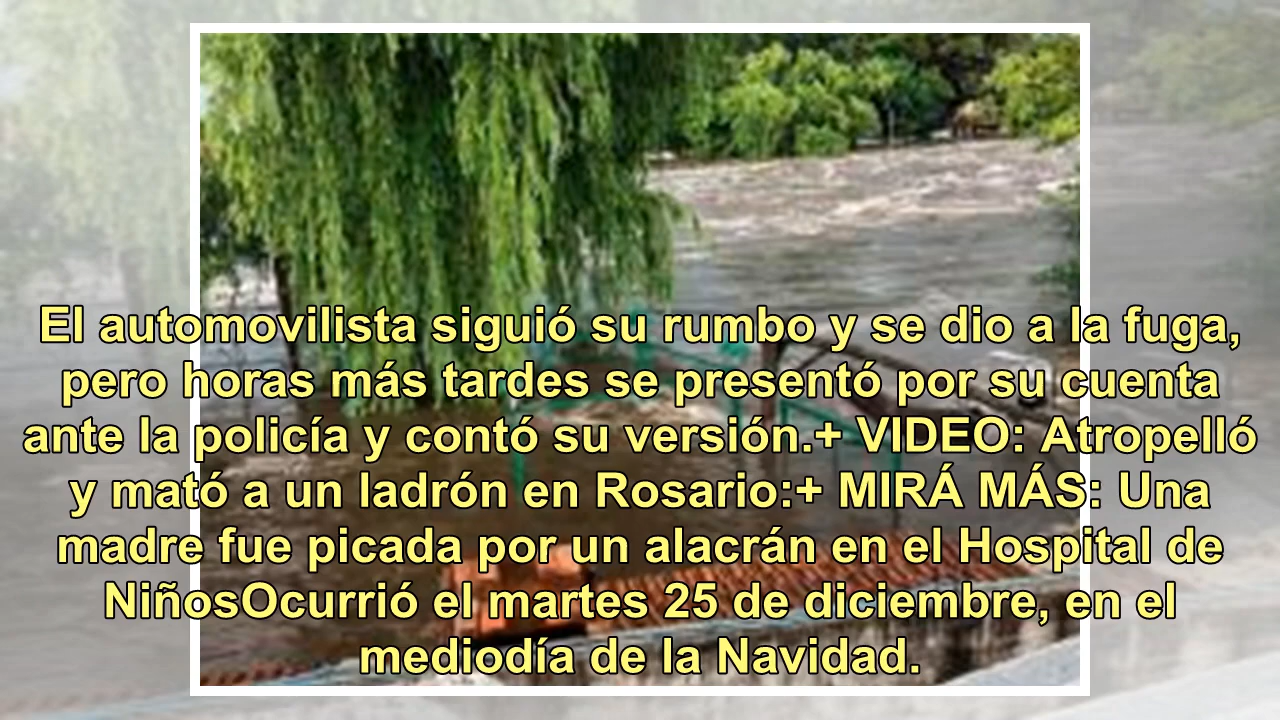 El automovilista siguió su rumbo y se dio a la fuga,
pero horas más tardes se presentó por su cuenta
ante la policía y contó su versión.+ VIDEO: Atropelló
y mató a un ladrón en Rosario:+ MIRÁ MÁS: Una
madre fue picada por un alacrán en el Hospital de
NiñosOcurrió el martes 25 de diciembre, en el
mediodía de la Navidad.